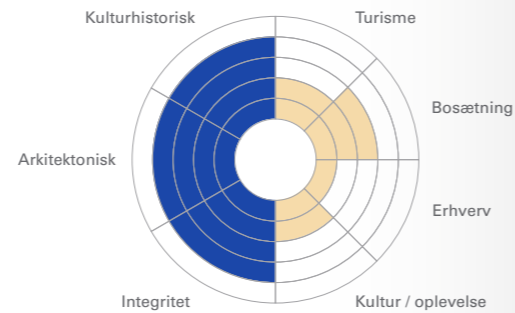 Kulturhistorisk
Turisme
Bosætning
Arkitektonisk
Erhverv
Integritet
Kultur / oplevelse